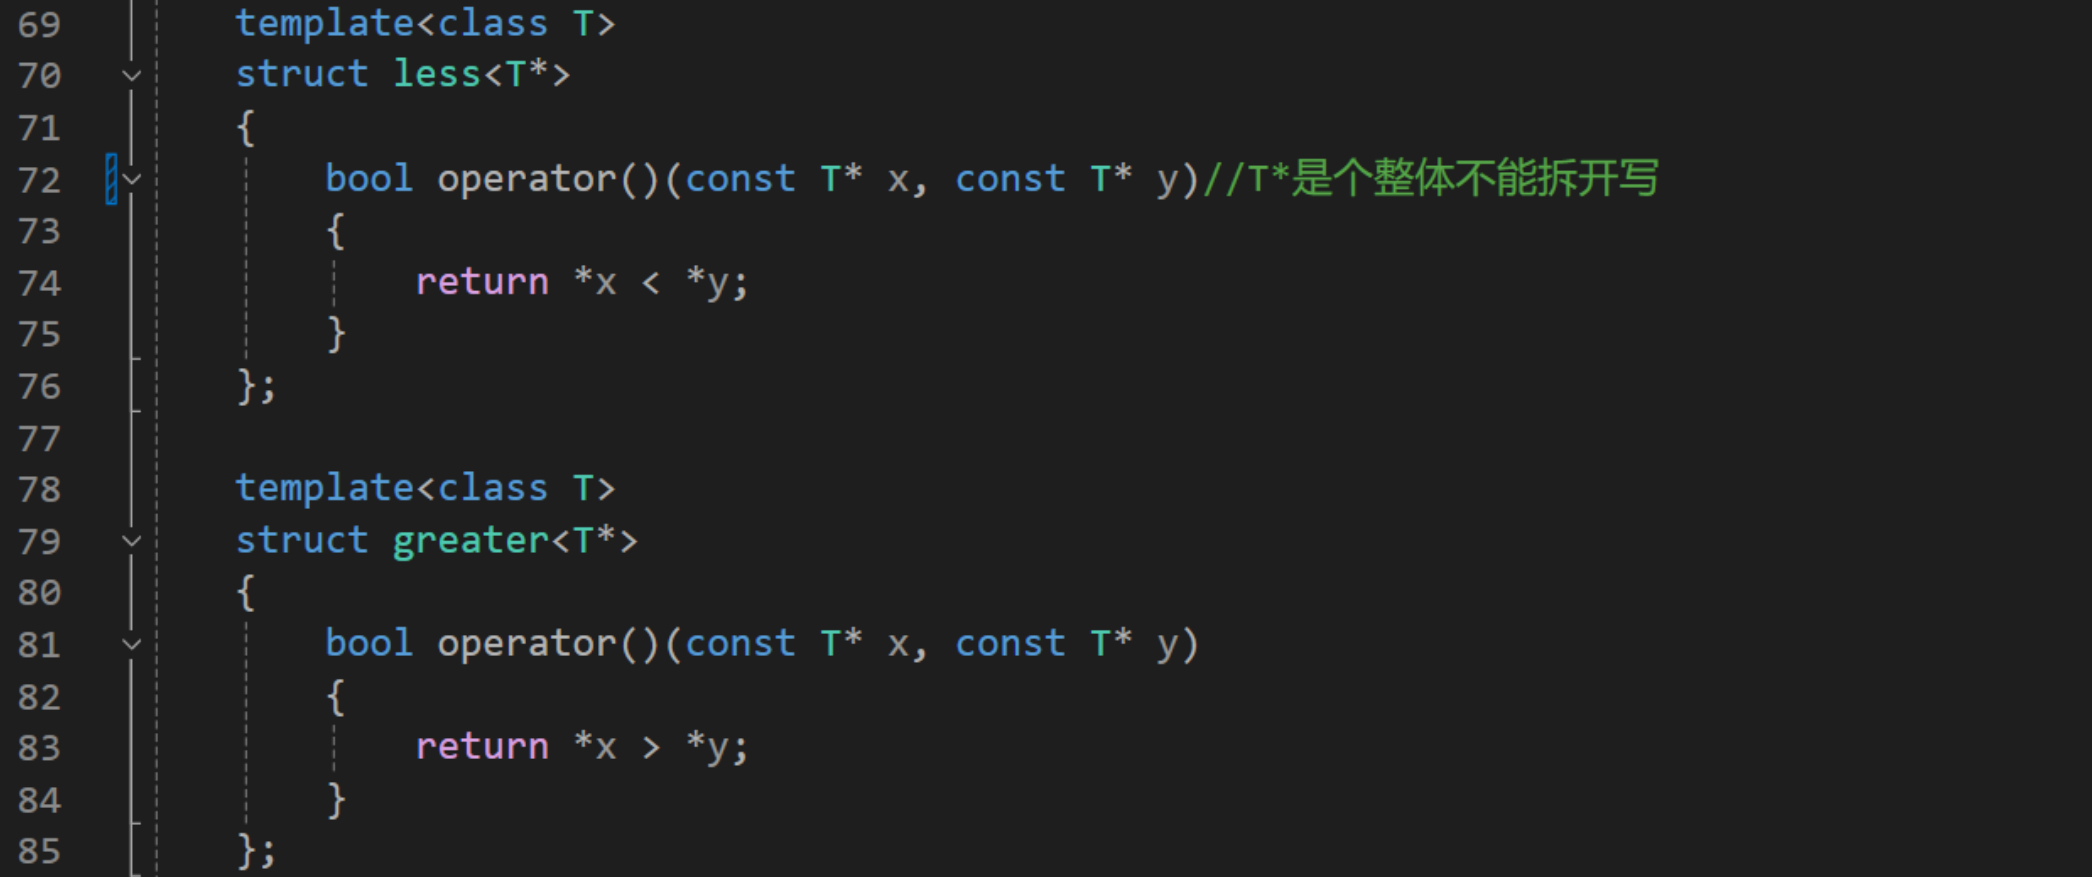 69 template<class T>
70 struct less<T*>
71 {
72 bool operator()(const T* x, const T* y)//T*是个整体不能拆开写
73 {
74 return *x < *y;
75 }
76 };
77
78 template<class T>
79 struct greater<T*>
80 {
81 bool operator()(const T* x, const T* y)
82 {
83 return *x > *y;
84 }
85 };